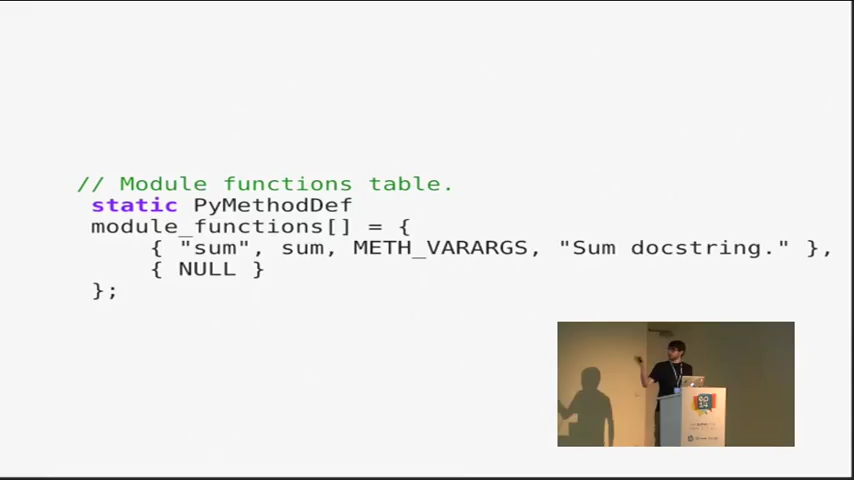 // Module functions table.
static PyMethodDef
module_functions[] = {
{ "sum", sum, METH_VARARGS, "Sum docstring." },
{ NULL }
};